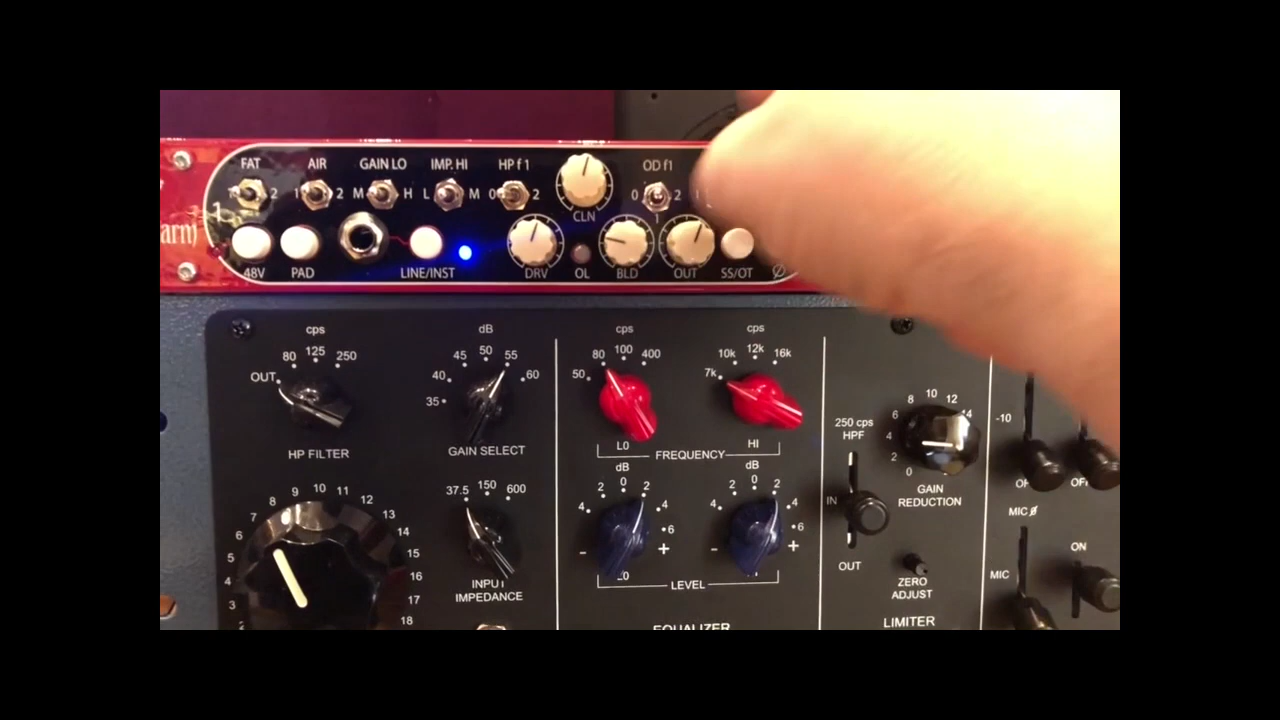 FAT AIR GAIN LO IMP. HI HP f1 OD f1
1 2 1 2 M H L M 0 2 0 2
1
CLN
1
48V PAD LINE/INST DRV OL BLD OUT SS/OT Ø
cps dB cps cps
80 125 250 45 50 55 80 100 400 10k 12k 16k
OUT 40 60 50 7k
35
8 10 12
6 14
4
2
0
-10
250 cps
HPF
HP FILTER GAIN SELECT L0 FREQUENCY HI
GAIN
REDUCTION
37.5 150 600 dB dB
2 0 2 2 0 2
4 4 4 4
6 6
- + - +
IN
OUT
MIC Ø
ON
MIC
5 6 7 8 9 10 11 12 13 14 15 16 17 18
4
3
2
INPUT
IMPEDANCE
LEVEL
ZERO
ADJUST
EQUALIZER LIMITER